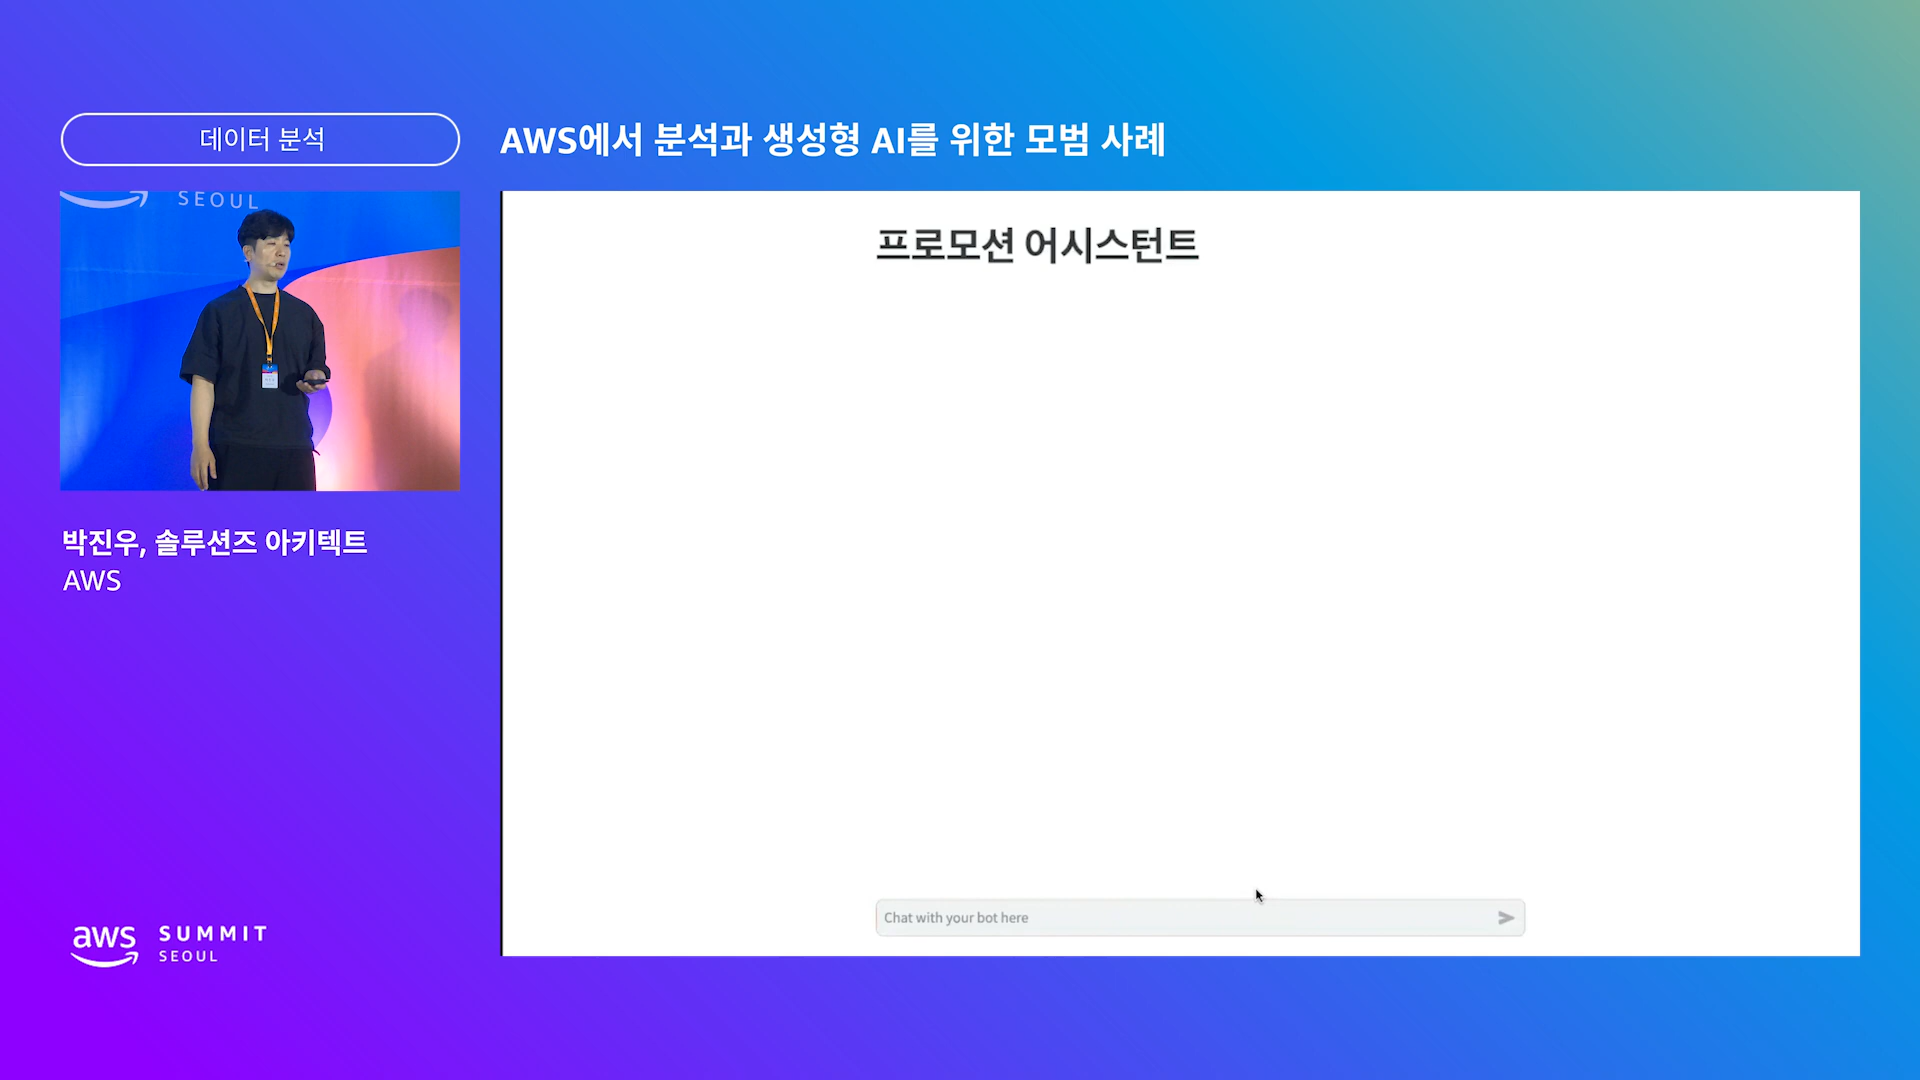 데이터 분석
AWS에서 분석과 생성형 AI를 위한 모범 사례
SEOUL
프로모션 어시스턴트
박진우, 솔루션즈 아키텍트
AWS
Chat with your bot here
aws SUMMIT
SEOUL